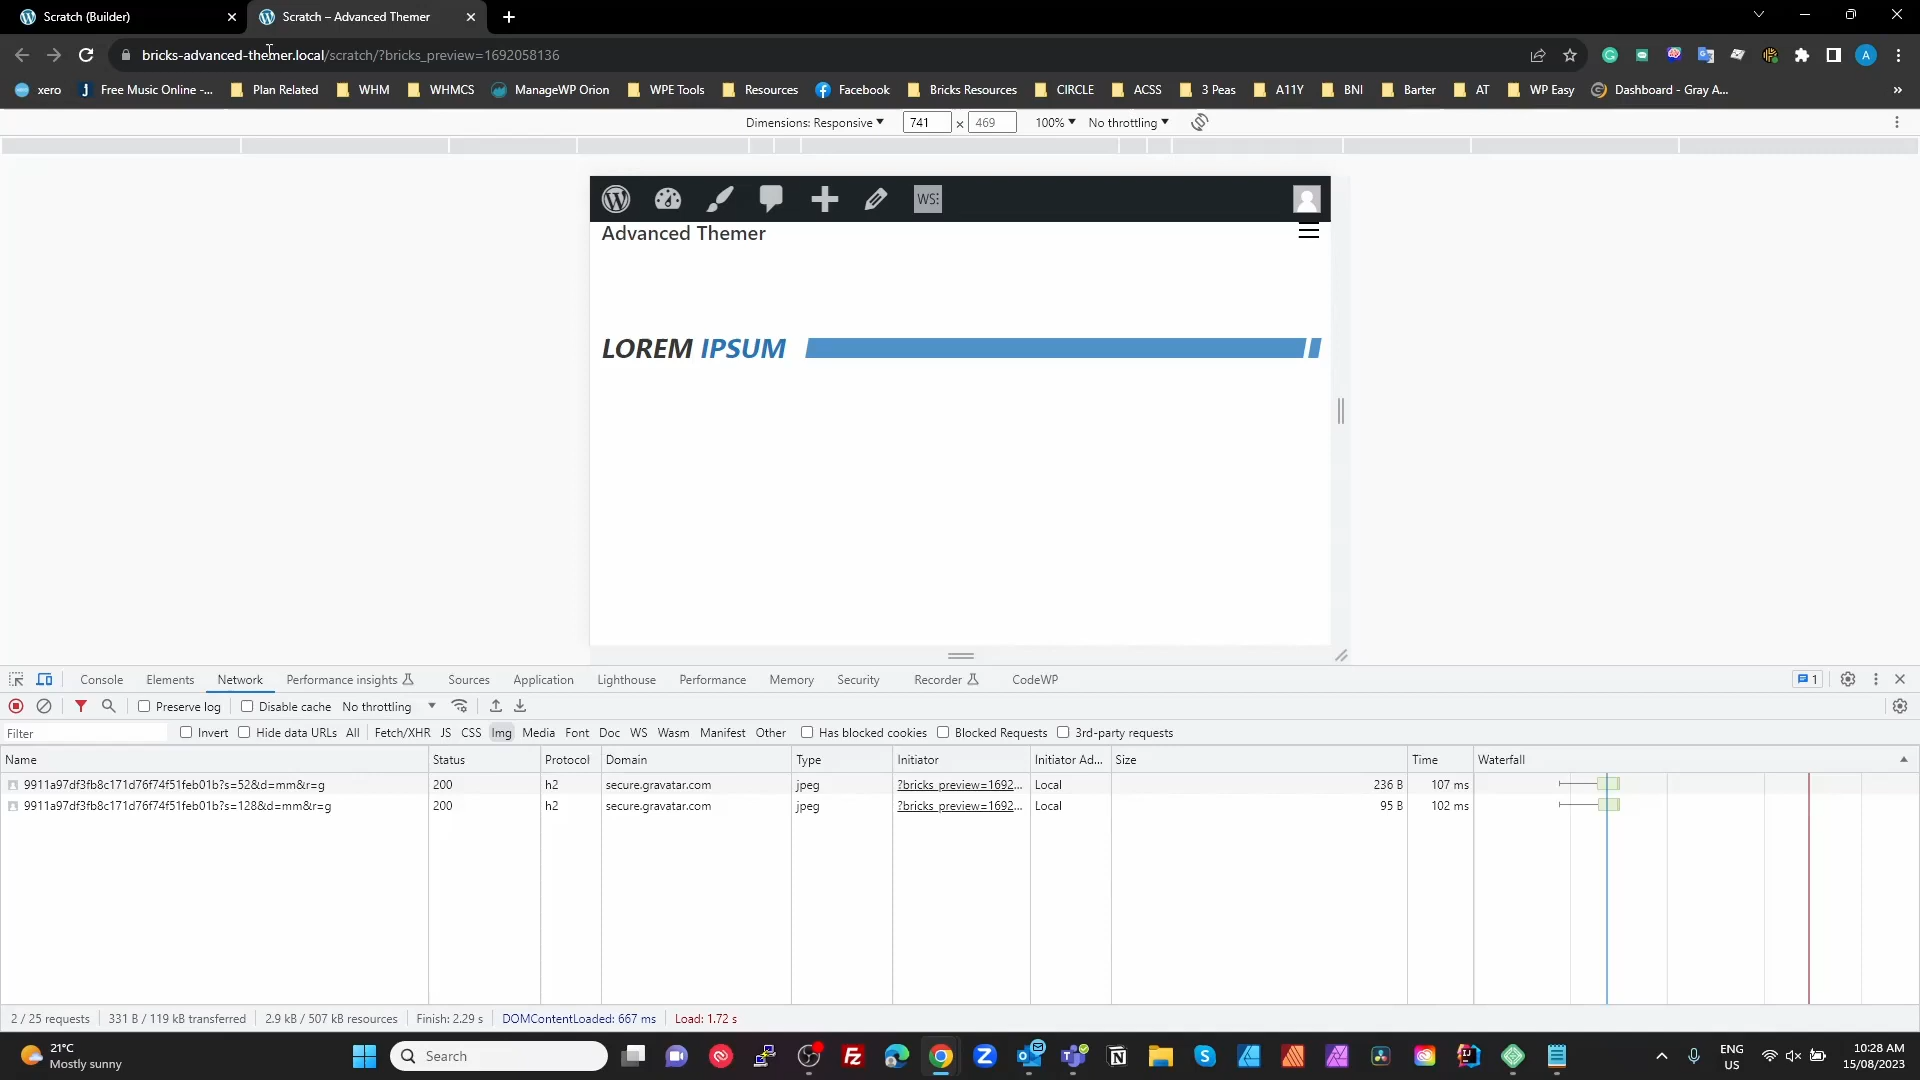 Scratch (Builder)
Scratch – Advanced Themer
bricks-advanced-themer.local/scratch/?bricks_preview=1692058136
A
xero
Free Music Online -...
Plan Related
WHM
WHMCS
ManageWP Orion
WPE Tools
Resources
Facebook
Bricks Resources
CIRCLE
ACSS
3 Peas
A11Y
BNI
Barter
AT
WP Easy
Dashboard - Gray A...
»
Dimensions: Responsive
741
×
469
100%
No throttling
WS
Advanced Themer
LOREM IPSUM
Console
Elements
Network
Performance insights
Sources
Application
Lighthouse
Performance
Memory
Security
Recorder
CodeWP
1
Preserve log
Disable cache
No throttling
Filter
Invert
Hide data URLs
All
Fetch/XHR
JS
CSS
Img
Media
Font
Doc
WS
Wasm
Manifest
Other
Has blocked cookies
Blocked Requests
3rd-party requests
Name
Status
Protocol
Domain
Type
Initiator
Initiator Ad...
Size
Time
Waterfall
9911a97df3fb8c171d76f74f51feb01b?s=52&d=mm&r=g
200
h2
secure.gravatar.com
jpeg
?bricks_preview=1692...
Local
236 B
107 ms
9911a97df3fb8c171d76f74f51feb01b?s=128&d=mm&r=g
200
h2
secure.gravatar.com
jpeg
?bricks_preview=1692...
Local
95 B
102 ms
2 / 25 requests
331 B / 119 kB transferred
2.9 kB / 507 kB resources
Finish: 2.29 s
DOMContentLoaded: 667 ms
Load: 1.72 s
21°C
Mostly sunny
Search
ENG
US
10:28 AM
15/08/2023